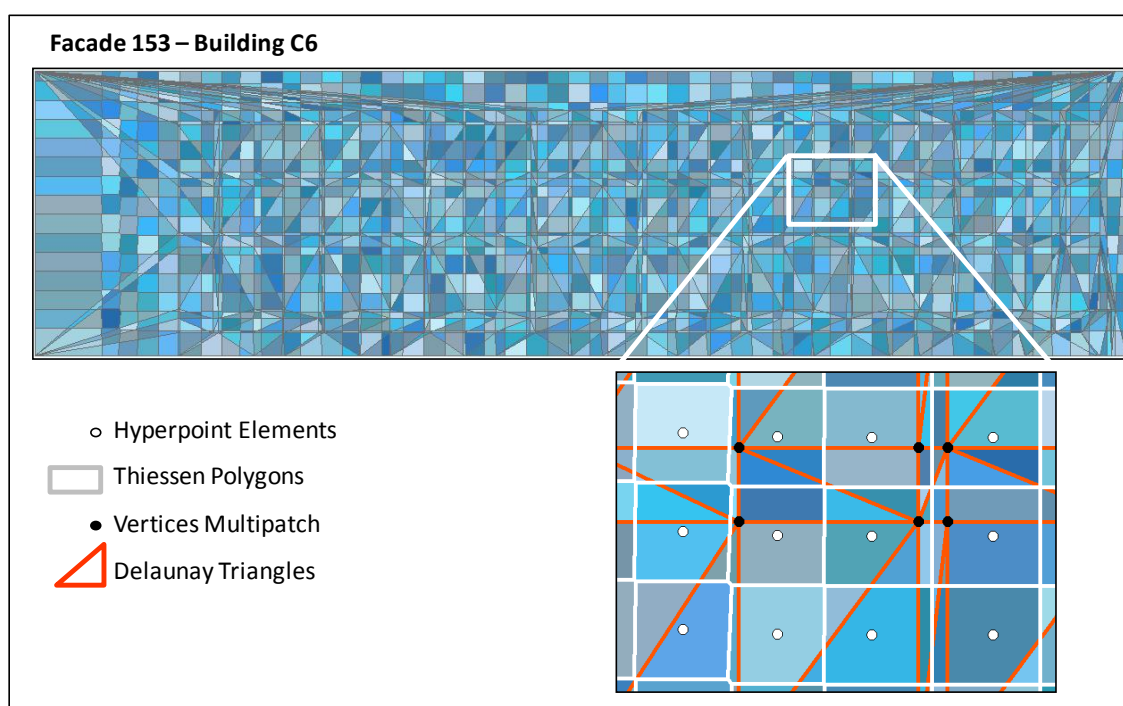 Facade 153 – Building C6
Hyperpoint Elements
Thiessen Polygons
Vertices Multipatch
Delaunay Triangles